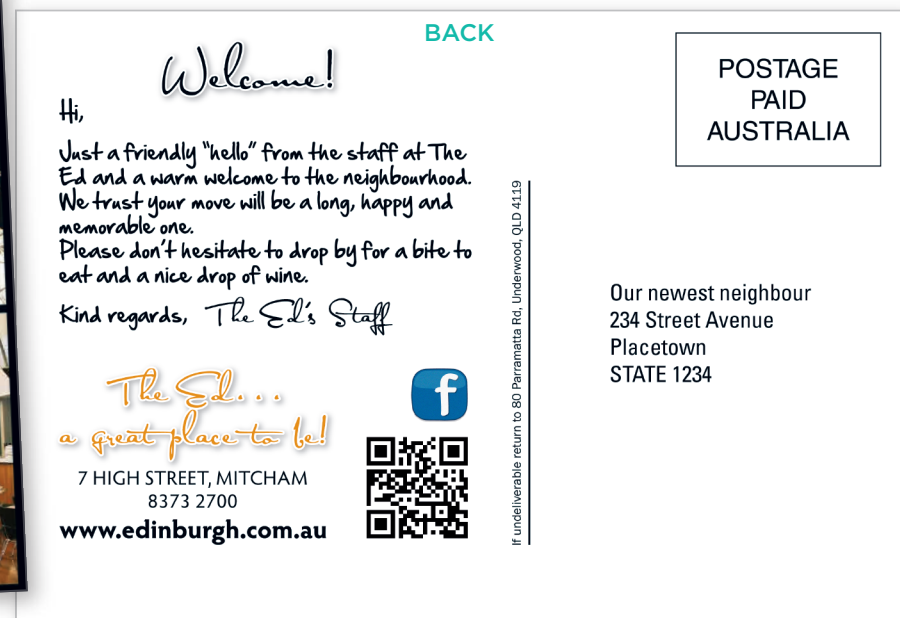 BACK
Welcome!
Hi,
Just a friendly "hello" from the staff at The
Ed and a warm welcome to the neighbourhood.
We trust your move will be a long, happy and
memorable one.
Please don't hesitate to drop by for a bite to
eat and a nice drop of wine.
Kind regards, The Ed's Staff
The Ed...
a great place to be!
7 HIGH STREET, MITCHAM
8373 2700
www.edinburgh.com.au
f
If undeliverable return to 80 Parramatta Rd, Underwood, QLD 4119
POSTAGE
PAID
AUSTRALIA
Our newest neighbour
234 Street Avenue
Placetown
STATE 1234